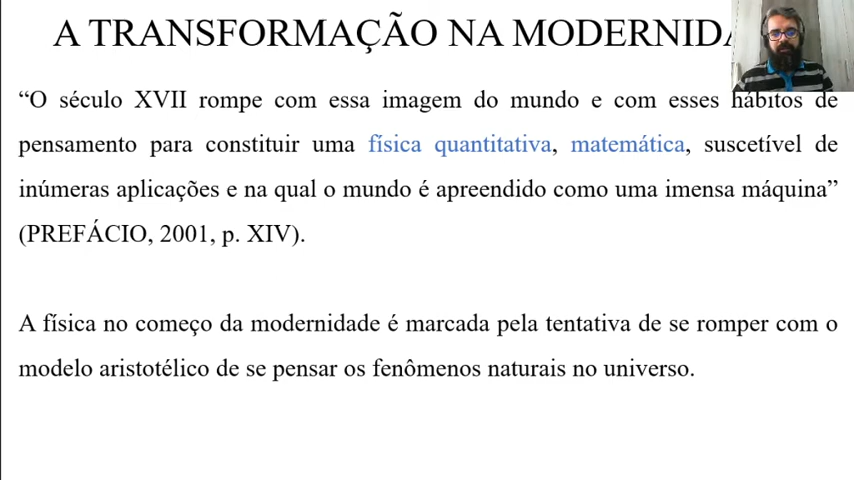 A TRANSFORMAÇÃO NA
“O século XVII rompe com essa imagem do mundo e com esses hábitos de
pensamento para constituir uma física quantitativa, matemática, suscetível de
inúmeras aplicações e na qual o mundo é apreendido como uma imensa máquina”
(PREFÁCIO, 2001, p. XIV).
A física no começo da modernidade é marcada pela tentativa de se romper com o
modelo aristotélico de se pensar os fenômenos naturais no universo.